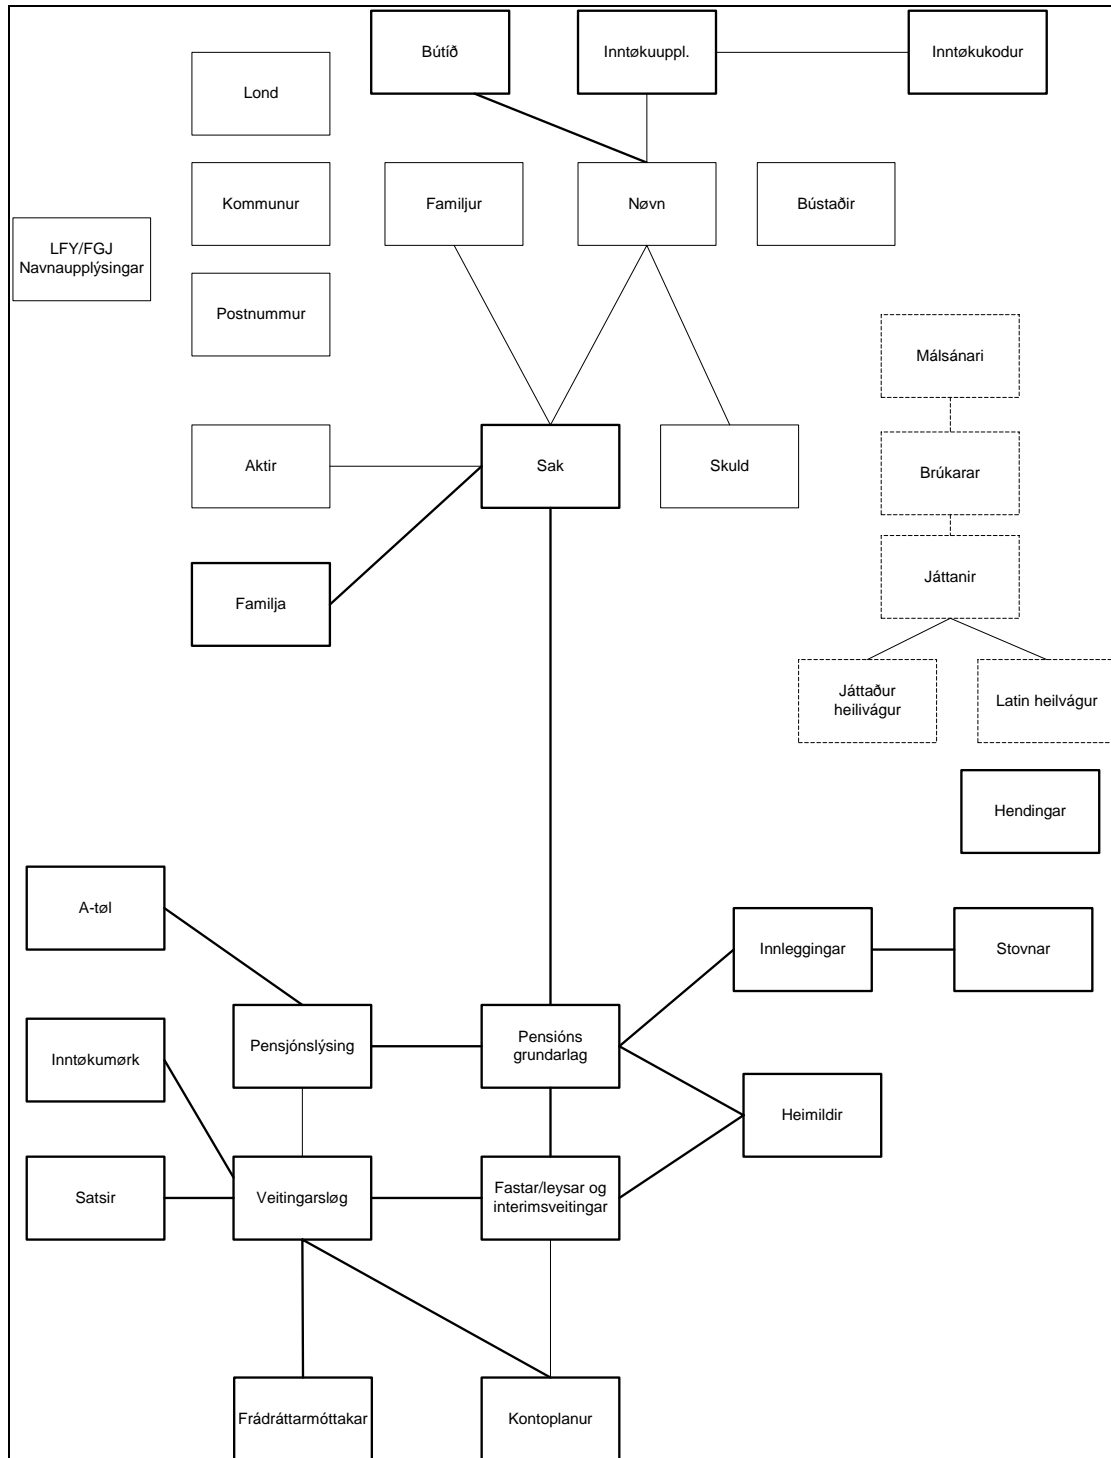 Bútíð
Inntøkuuppl.
Inntøkukodur
Lond
Kommunur
Familjur
Nøvn
Bústaðir
LFY/FGJ
Navnaupplýsingar
Postnummur
Málsánari
Aktir
Sak
Skuld
Brúkarar
Familja
Játtanir
Játtaður
heilivágur
Latin heilvágur
Hendingar
A-tøl
Innleggingar
Stovnar
Inntøkumørk
Pensjónslýsing
Pensións
grundarlag
Heimildir
Satsir
Veitingarsløg
Fastar/leysar og
interimsveitingar
Frádráttarmóttakar
Kontoplanur